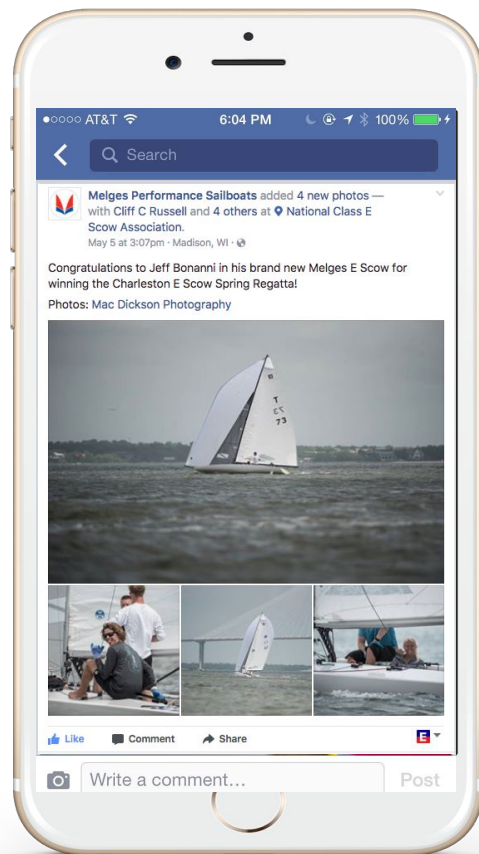 AT&T 6:04 PM 100%
Search
Melges Performance Sailboats added 4 new photos —
with Cliff C Russell and 4 others at National Class E
Scow Association.
May 5 at 3:07pm · Madison, WI ·
Congratulations to Jeff Bonanni in his brand new Melges E Scow for
winning the Charleston E Scow Spring Regatta!
Photos: Mac Dickson Photography
T
73
73
Like Comment Share E
Write a comment... Post